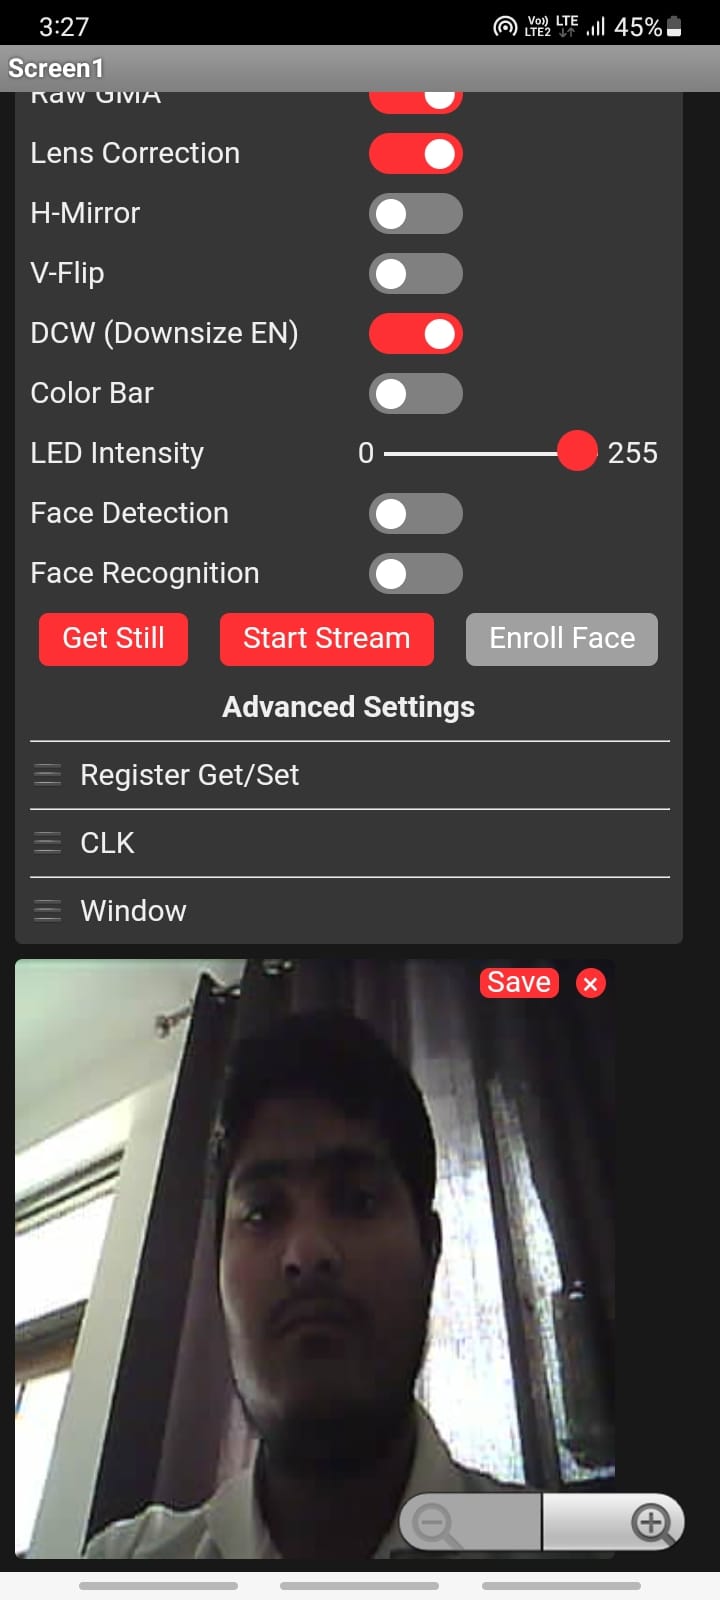 3:27 Vo)) LTE2 LTE 45%
Screen1
Raw GMA
Lens Correction
H-Mirror
V-Flip
DCW (Downsize EN)
Color Bar
LED Intensity 0 255
Face Detection
Face Recognition
Get Still Start Stream Enroll Face
Advanced Settings
Register Get/Set
CLK
Window
Save